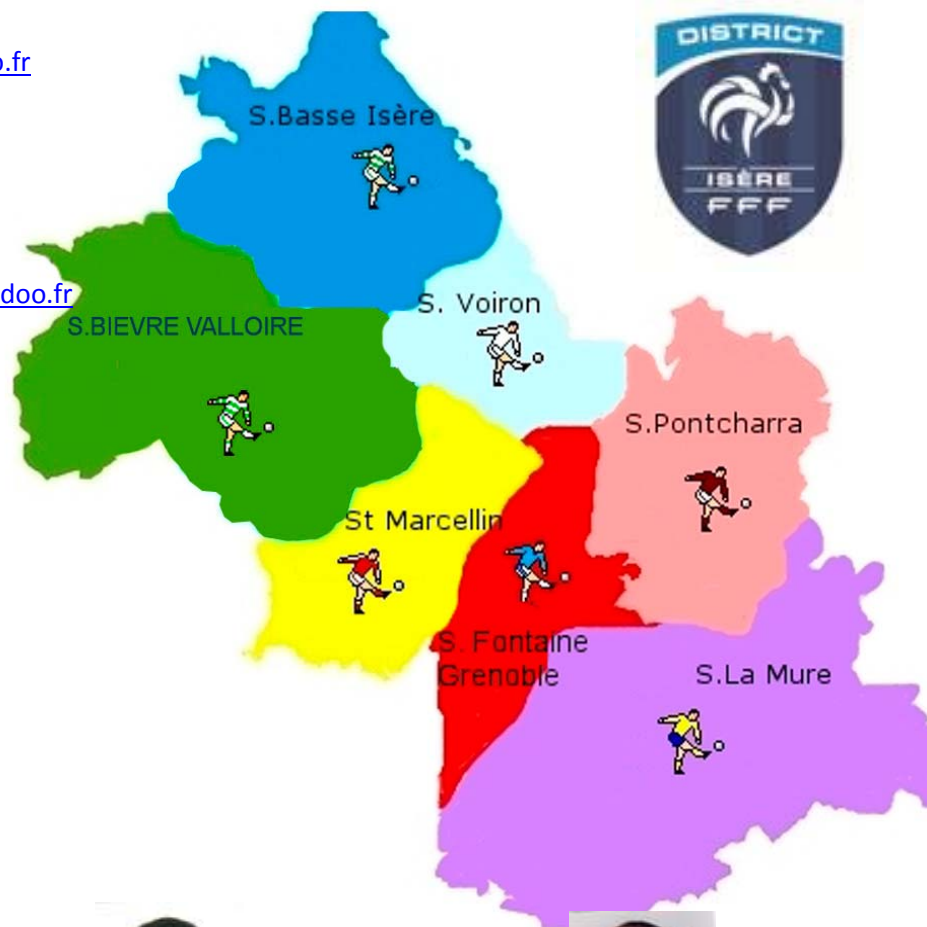 DISTRICT
o.fr
S.Basse Isère
ISÈRE
FFF
doo.fr
S. Voiron
S.BIEVRE VALLOIRE
S.Pontcharra
St Marcellin
S. Fontaine
Grenoble
S.La Mure